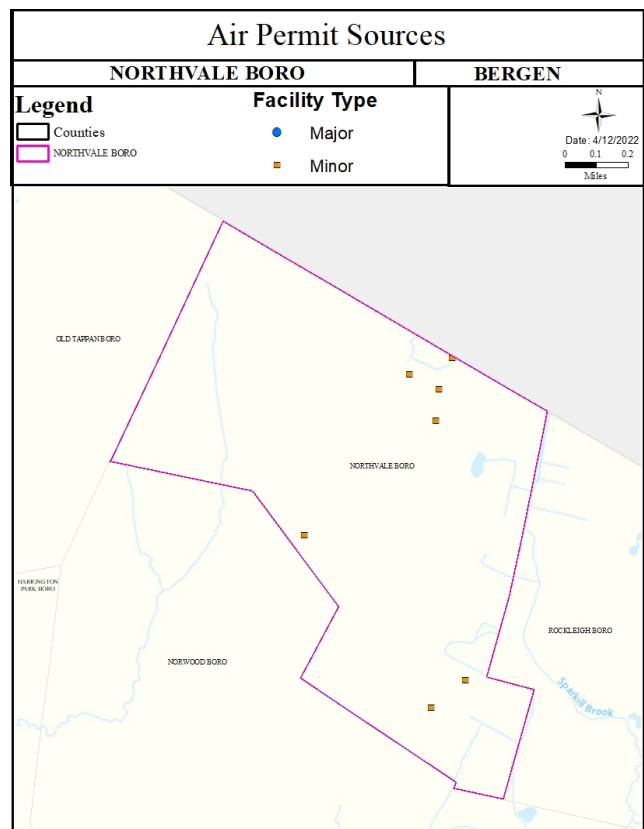 Air Permit Sources
NORTHVALE BORO
BERGEN
Legend
Counties
NORTHVALE BORO
Facility Type
Major
Minor
N
Date: 4/12/2022
0 0.1 0.2
Miles
OLD TAPPAN BORO
NORTHVALE BORO
HARRINGTON
PARK BORO
ROCKLEIGH BORO
NORWOOD BORO
Sparkill Brook